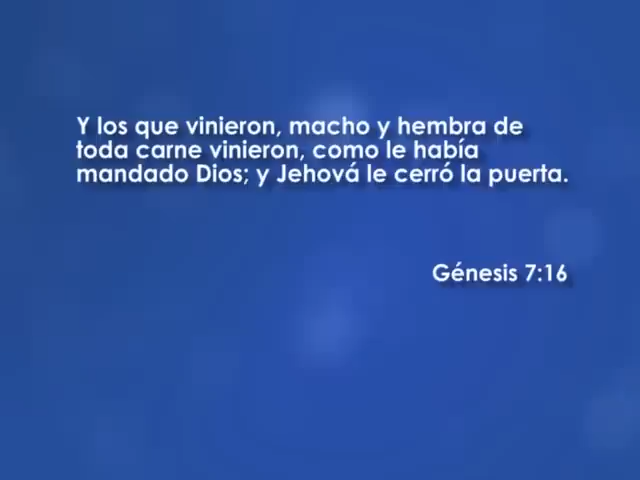 Y los que vinieron, macho y hembra de
toda carne vinieron, como le había
mandado Dios; y Jehová le cerró la puerta.
Génesis 7:16